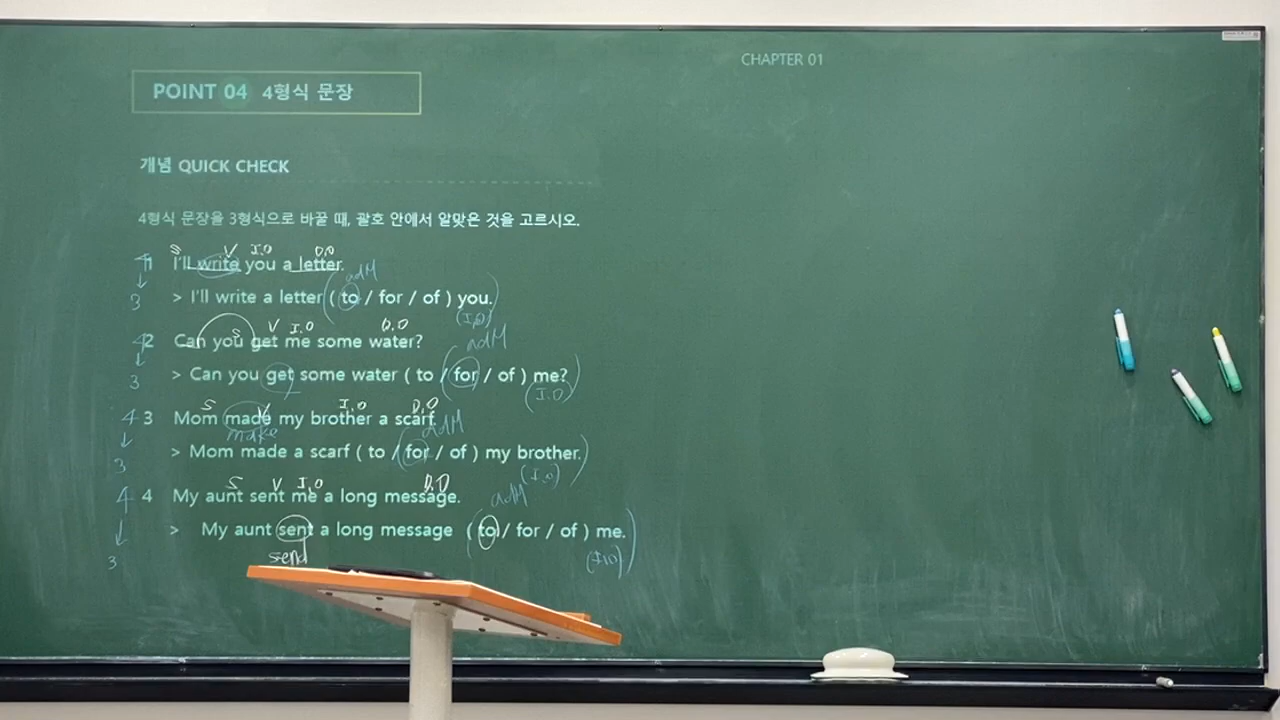 CHAPTER 01
POINT 04 4형식 문장
개념 QUICK CHECK
4형식 문장을 3형식으로 바꿀 때, 괄호 안에서 알맞은 것을 고르시오.
S V I.O D.O
4 1 I'll write you a letter.
adM
3 > I'll write a letter ( to / for / of ) you.
(I.O)
S V I.O D.O
4 2 Can you get me some water?
adM
3 > Can you get some water ( to / for / of ) me?
(I.O)
S V I.O D.O
4 3 Mom made my brother a scarf.
make adM
3 > Mom made a scarf ( to / for / of ) my brother.
(I.O)
S V I.O D.O
4 4 My aunt sent me a long message.
adM
> My aunt sent a long message ( to / for / of ) me.
3 send (I.O)